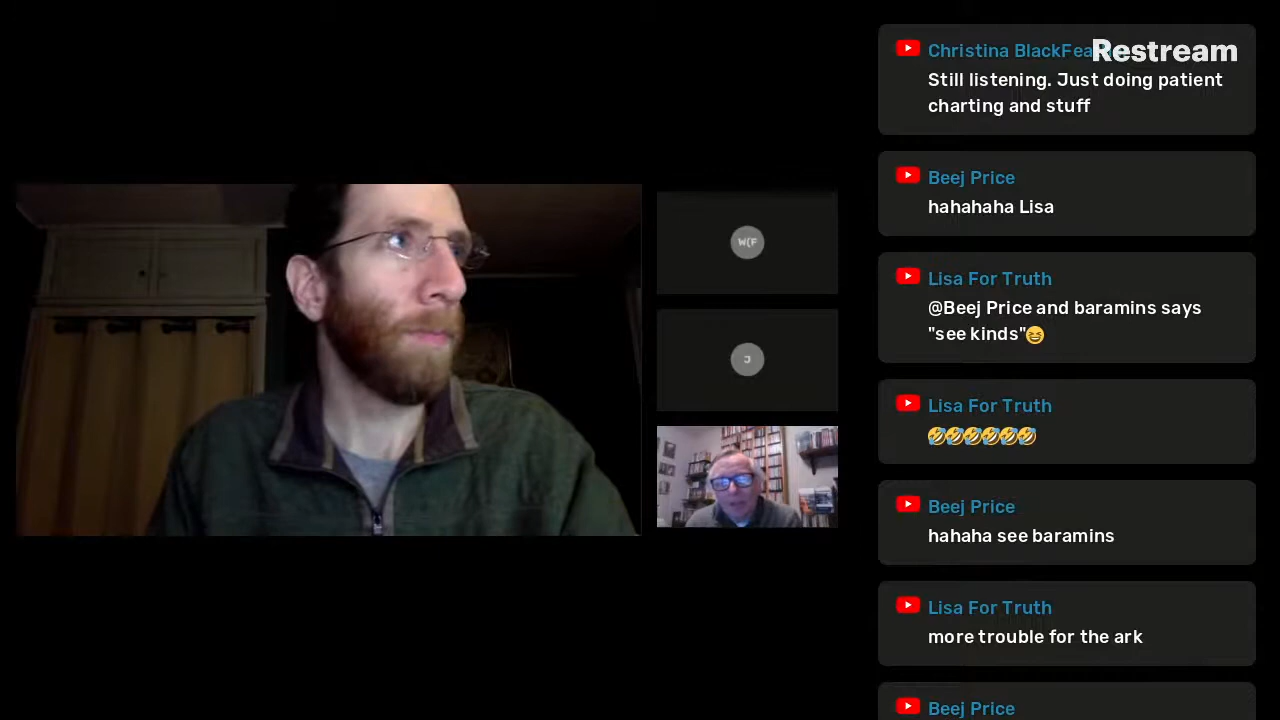 Christina BlackFea
Restream
Still listening. Just doing patient
charting and stuff
Beej Price
hahahaha Lisa
Lisa For Truth
@Beej Price and baramins says
"see kinds"😆
Lisa For Truth
🤣🤣🤣🤣🤣🤣
Beej Price
hahaha see baramins
Lisa For Truth
more trouble for the ark
Beej Price
W(F
J